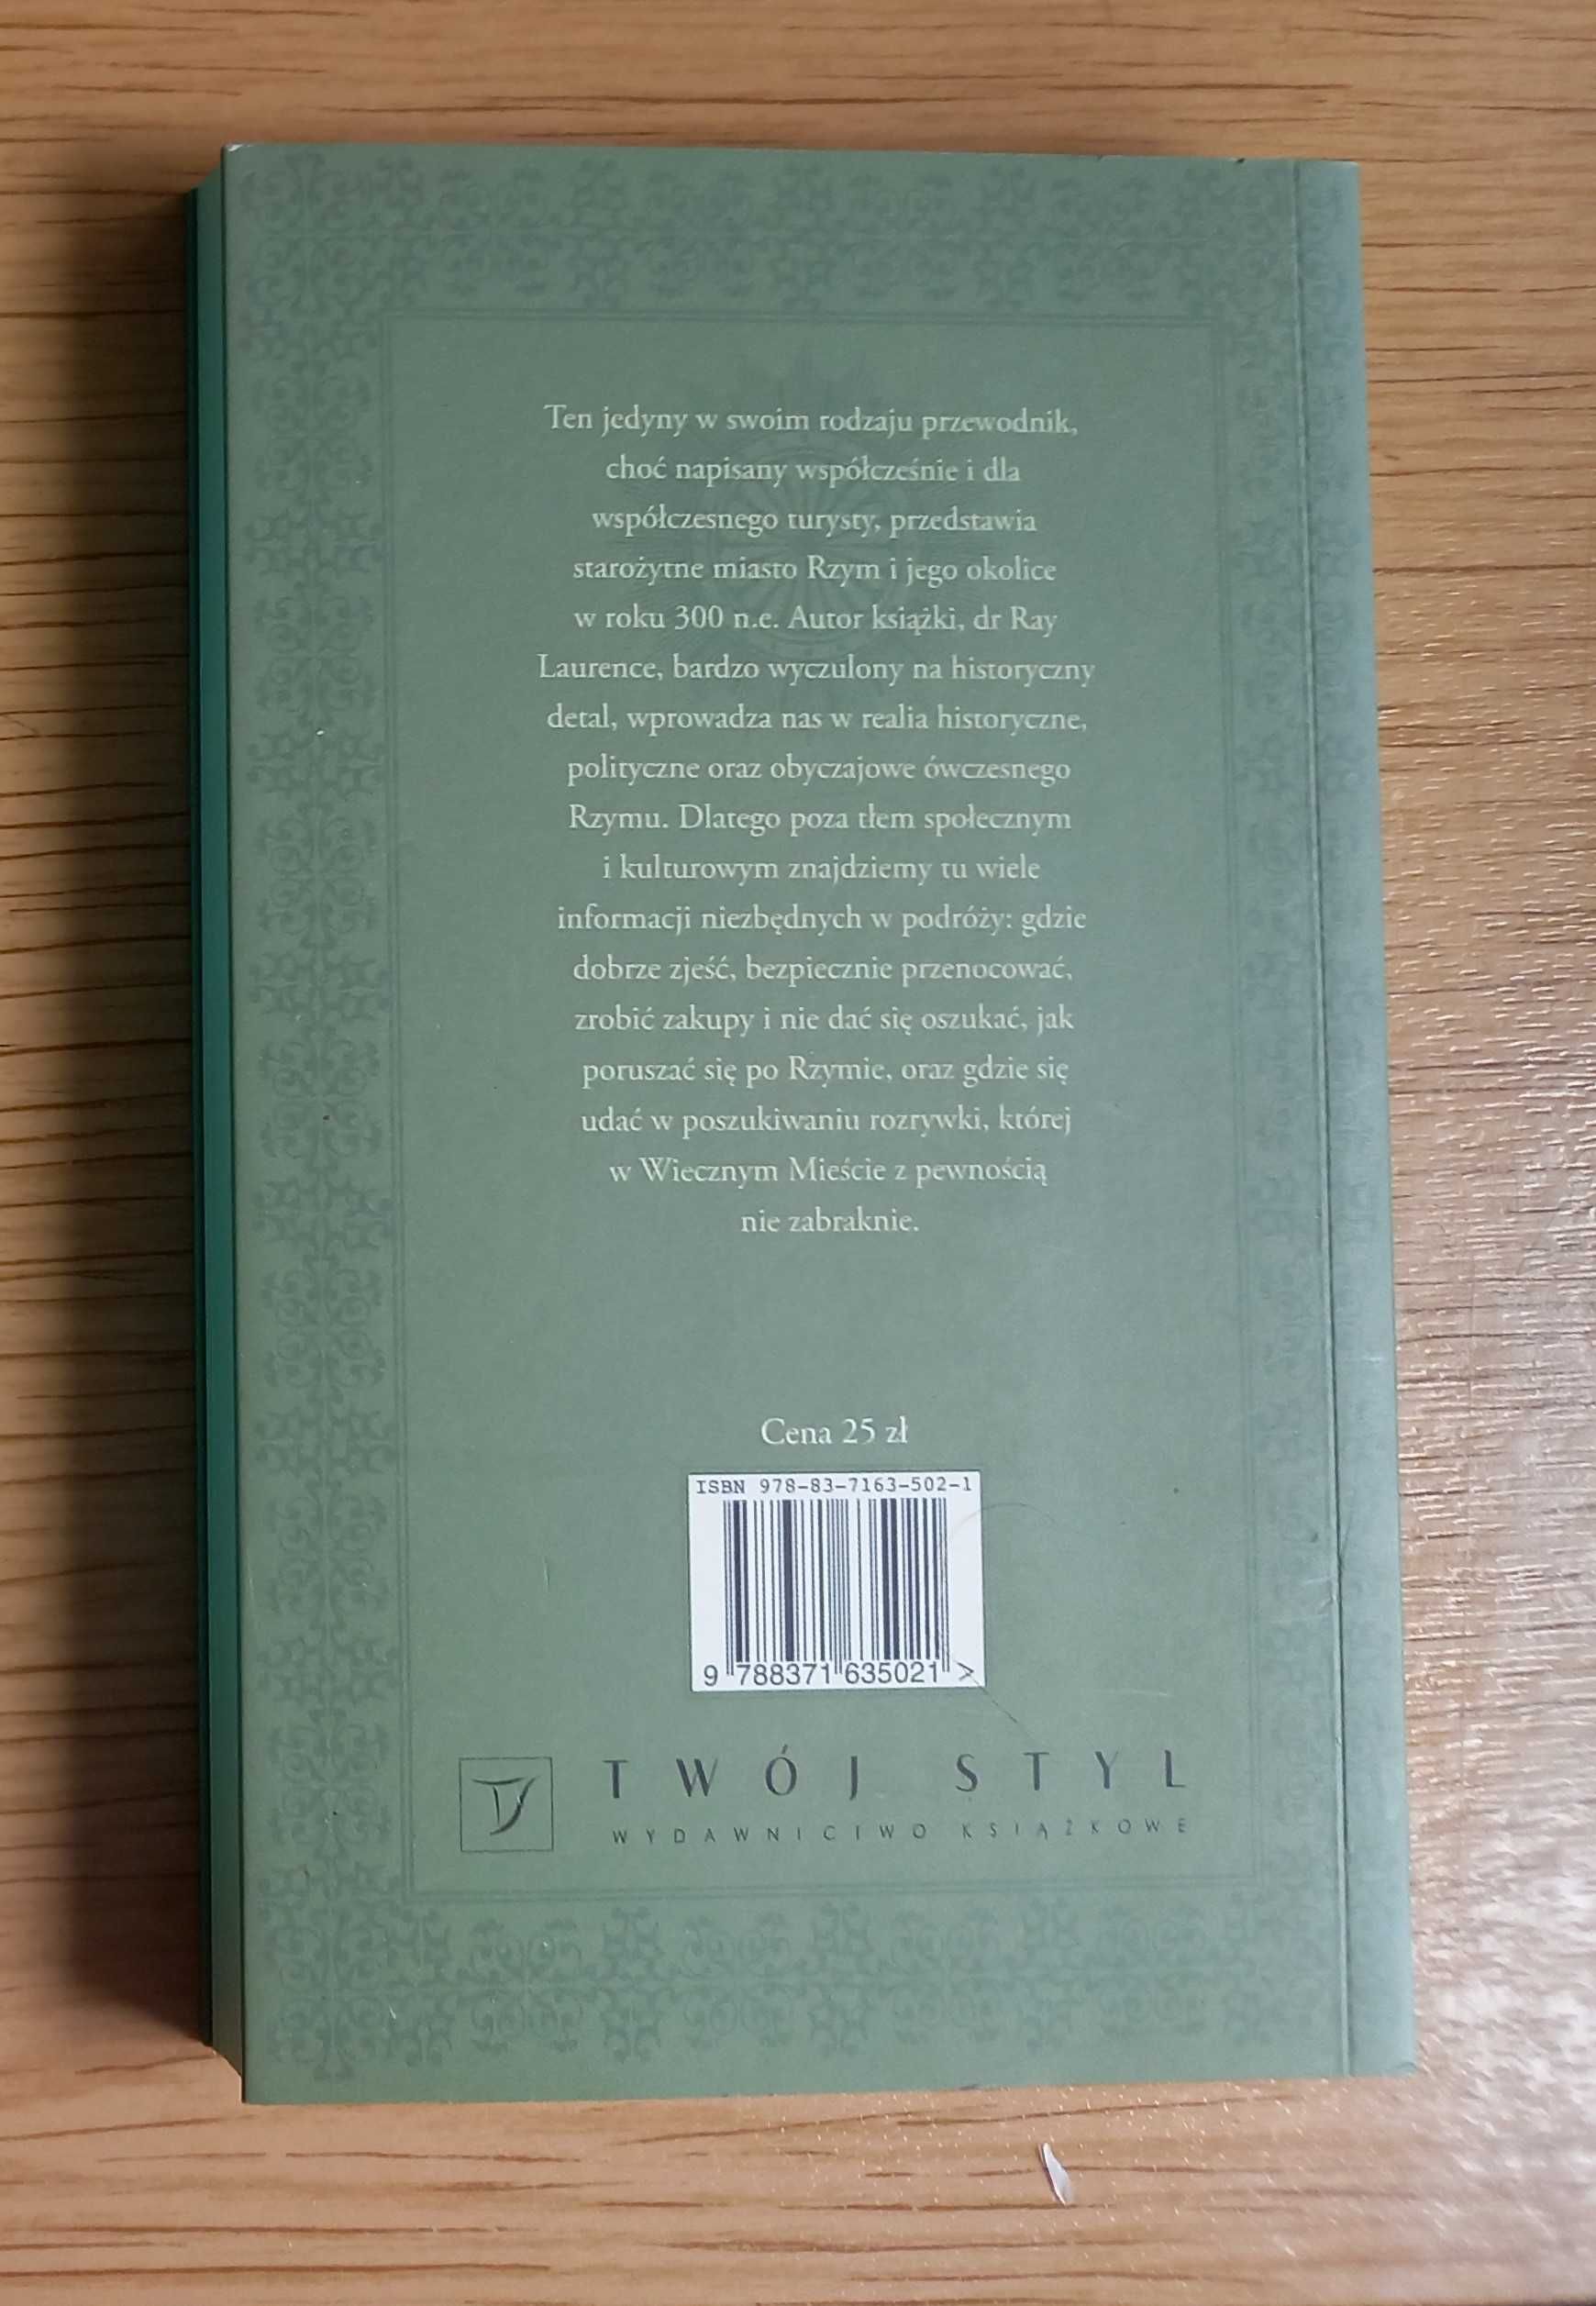 Ten jedyny w swoim rodzaju przewodnik,
choć napisany współcześnie i dla
współczesnego turysty, przedstawia
starożytne miasto Rzym i jego okolice
w roku 300 n.e. Autor książki, dr Ray
Laurence, bardzo wyczulony na historyczny
detal, wprowadza nas w realia historyczne,
polityczne oraz obyczajowe ówczesnego
Rzymu. Dlatego poza tłem społecznym
i kulturowym znajdziemy tu wiele
informacji niezbędnych w podróży: gdzie
dobrze zjeść, bezpiecznie przenocować,
zrobić zakupy i nie dać się oszukać, jak
poruszać się po Rzymie, oraz gdzie się
udać w poszukiwaniu rozrywki, której
w Wiecznym Mieście z pewnością
nie zabraknie.
Cena 25 zł
ISBN 978-83-7163-502-1
9 788371 635021 >
TWÓJ STYL
WYDAWNICTWO KSIĄŻKOWE